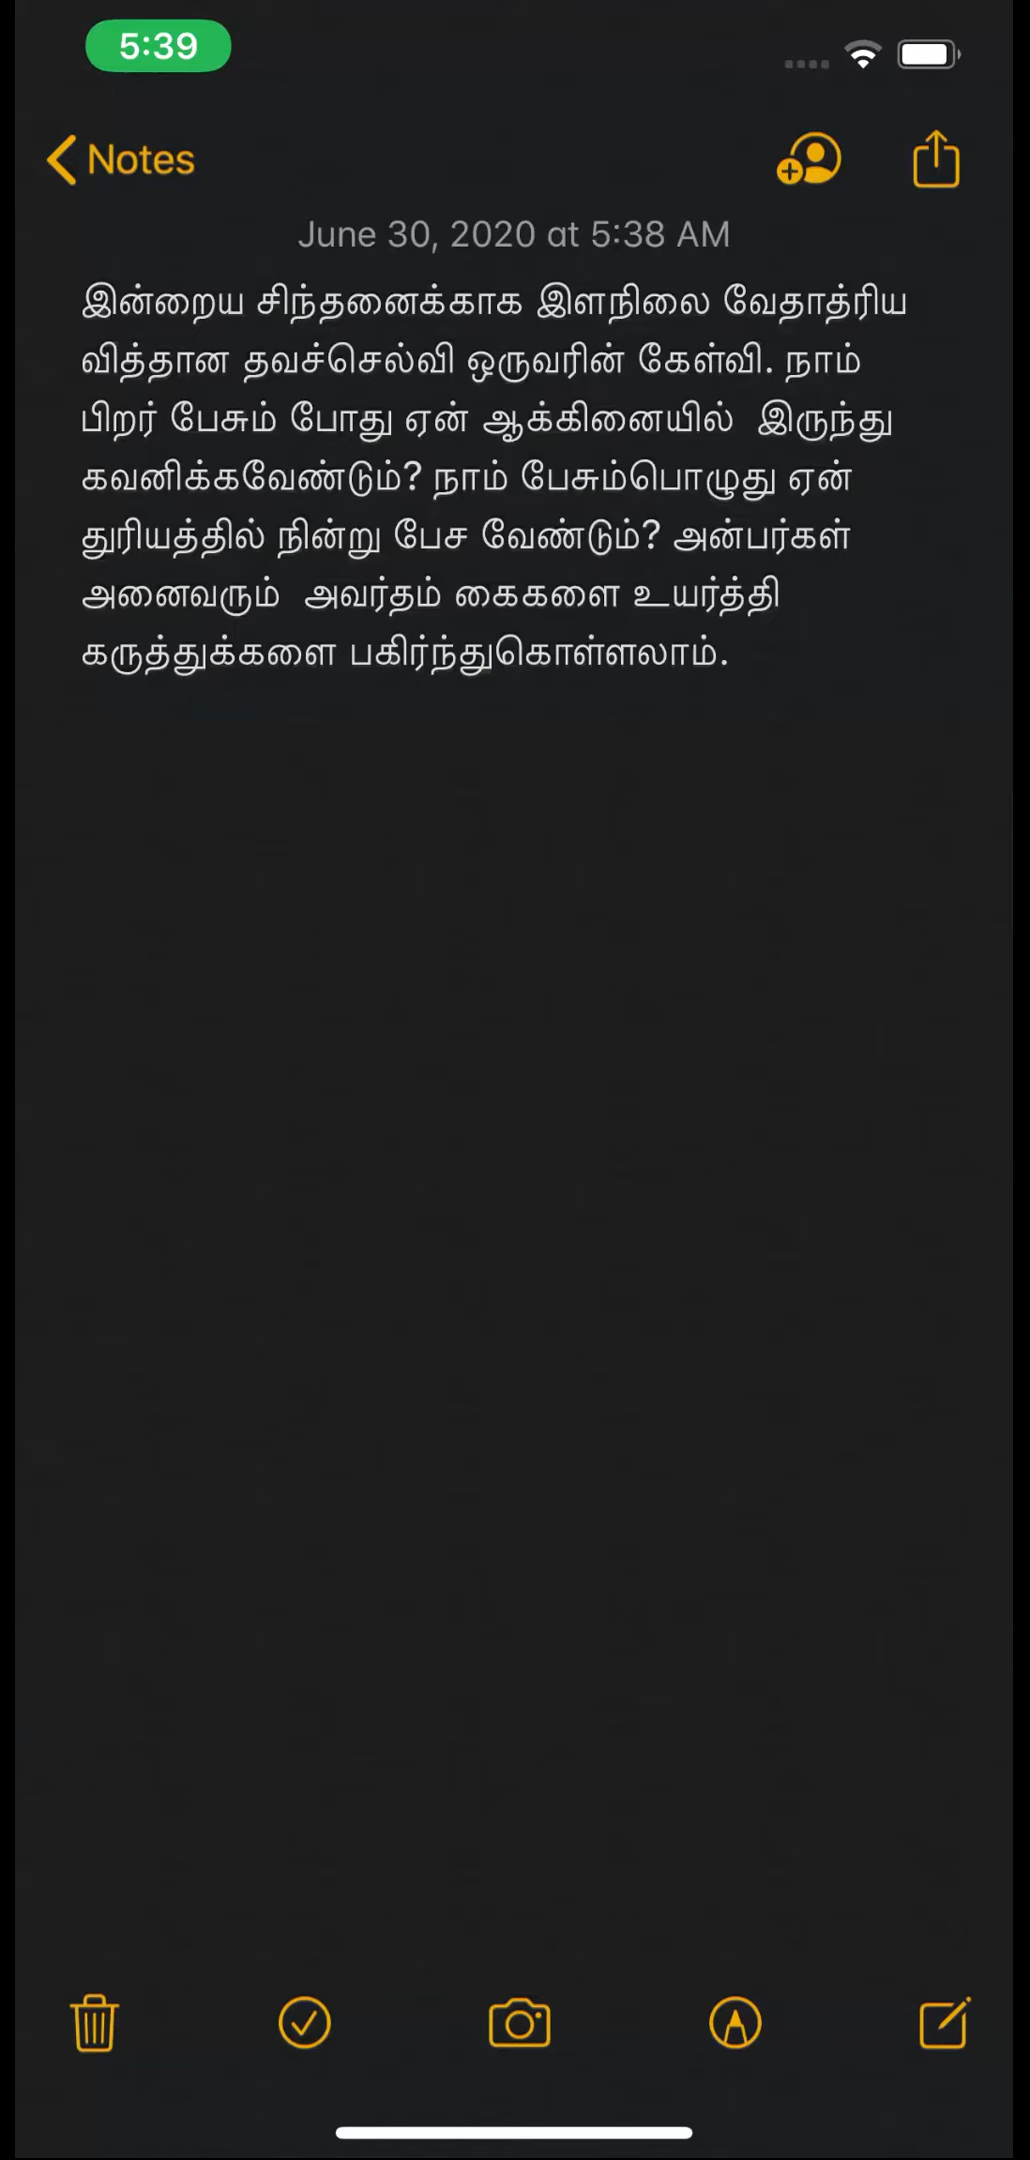 5:39
Notes
June 30, 2020 at 5:38 AM
இன்றைய சிந்தனைக்காக இளநிலை வேதாத்ரிய
வித்தான தவச்செல்வி ஒருவரின் கேள்வி. நாம்
பிறர் பேசும் போது ஏன் ஆக்கினையில்  இருந்து
கவனிக்கவேண்டும்? நாம் பேசும்பொழுது ஏன்
துரியத்தில் நின்று பேச வேண்டும்? அன்பர்கள்
அனைவரும்  அவர்தம் கைகளை உயர்த்தி
கருத்துக்களை பகிர்ந்துகொள்ளலாம்.